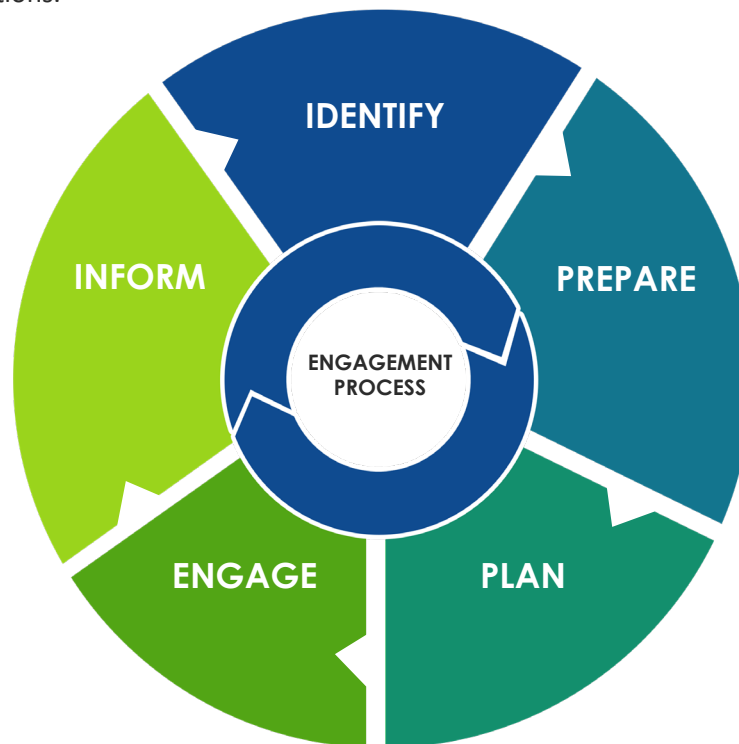 IDENTIFY
PREPARE
PLAN
ENGAGE
INFORM
ENGAGEMENT
PROCESS